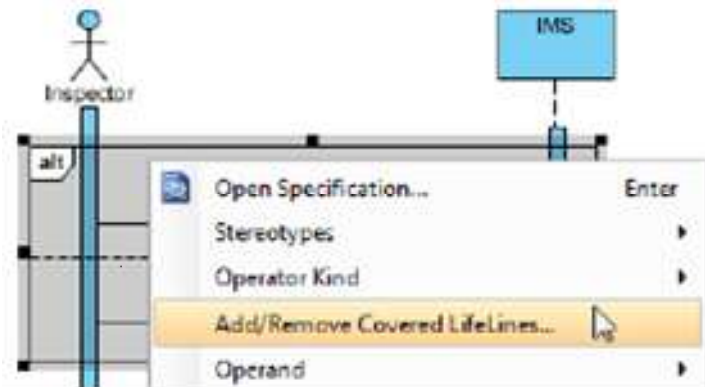 IMS
Inspector
alt
Open Specification... Enter
Stereotypes
Operator Kind
Add/Remove Covered LifeLines...
Operand